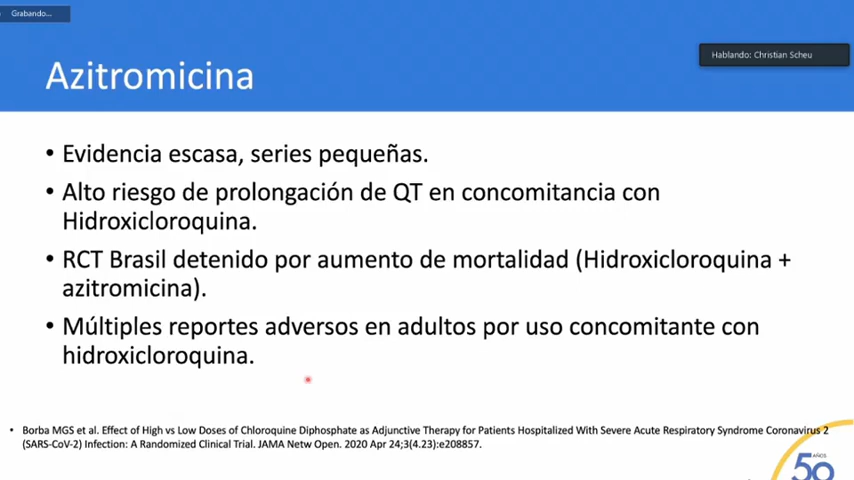 Grabando...
Hablando: Christian Scheu
Azitromicina
• Evidencia escasa, series pequeñas.
• Alto riesgo de prolongación de QT en concomitancia con
Hidroxicloroquina.
• RCT Brasil detenido por aumento de mortalidad (Hidroxicloroquina +
azitromicina).
• Múltiples reportes adversos en adultos por uso concomitante con
hidroxicloroquina.
• Borba MGS et al. Effect of High vs Low Doses of Chloroquine Diphosphate as Adjunctive Therapy for Patients Hospitalized With Severe Acute Respiratory Syndrome Coronavirus 2
(SARS-CoV-2) Infection: A Randomized Clinical Trial. JAMA Netw Open. 2020 Apr 24;3(4.23):e208857.
AÑOS
50